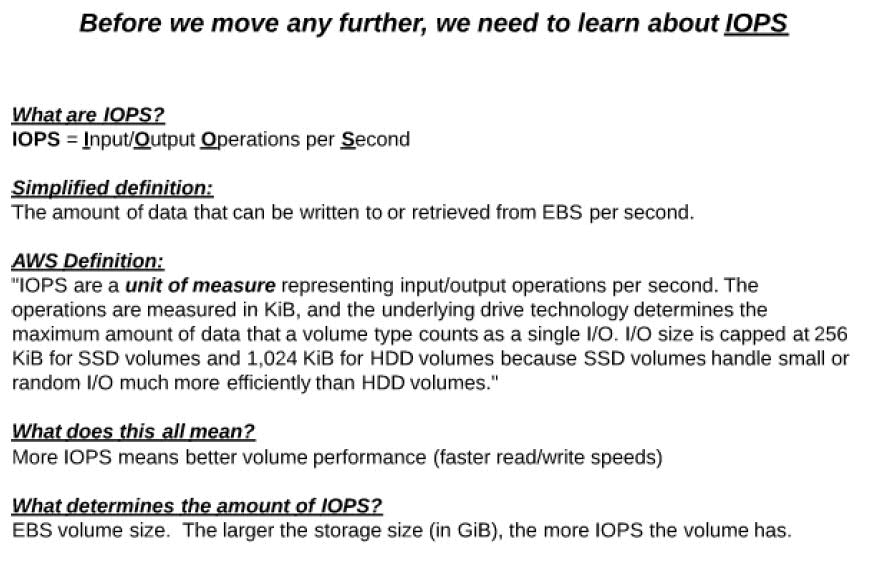 Before we move any further, we need to learn about IOPS
What are IOPS?
IOPS = Input/Output Operations per Second
Simplified definition:
The amount of data that can be written to or retrieved from EBS per second.
AWS Definition:
"IOPS are a unit of measure representing input/output operations per second. The
operations are measured in KiB, and the underlying drive technology determines the
maximum amount of data that a volume type counts as a single I/O. I/O size is capped at 256
KiB for SSD volumes and 1,024 KiB for HDD volumes because SSD volumes handle small or
random I/O much more efficiently than HDD volumes."
What does this all mean?
More IOPS means better volume performance (faster read/write speeds)
What determines the amount of IOPS?
EBS volume size.  The larger the storage size (in GiB), the more IOPS the volume has.